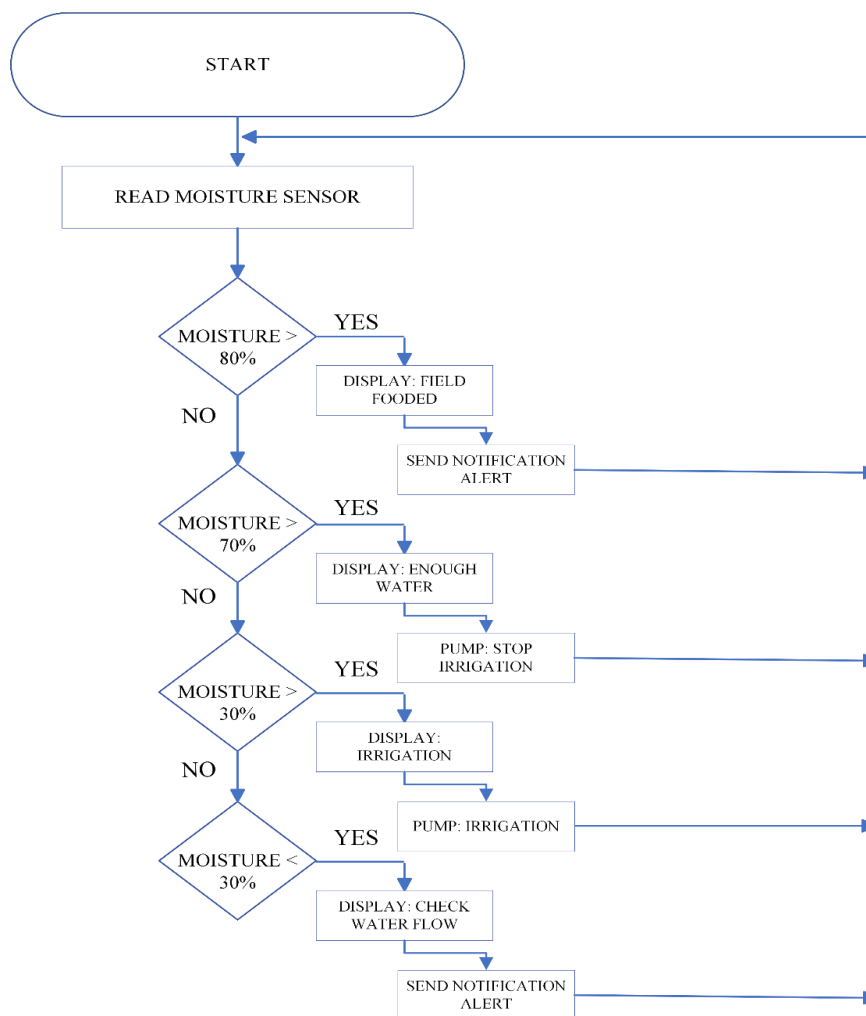 START
READ MOISTURE SENSOR
MOISTURE >
80%
YES
DISPLAY: FIELD
FOODED
NO
SEND NOTIFICATION
ALERT
MOISTURE >
70%
YES
DISPLAY: ENOUGH
WATER
NO
PUMP: STOP
IRRIGATION
MOISTURE >
30%
YES
DISPLAY:
IRRIGATION
NO
PUMP: IRRIGATION
MOISTURE <
30%
YES
DISPLAY: CHECK
WATER FLOW
SEND NOTIFICATION
ALERT